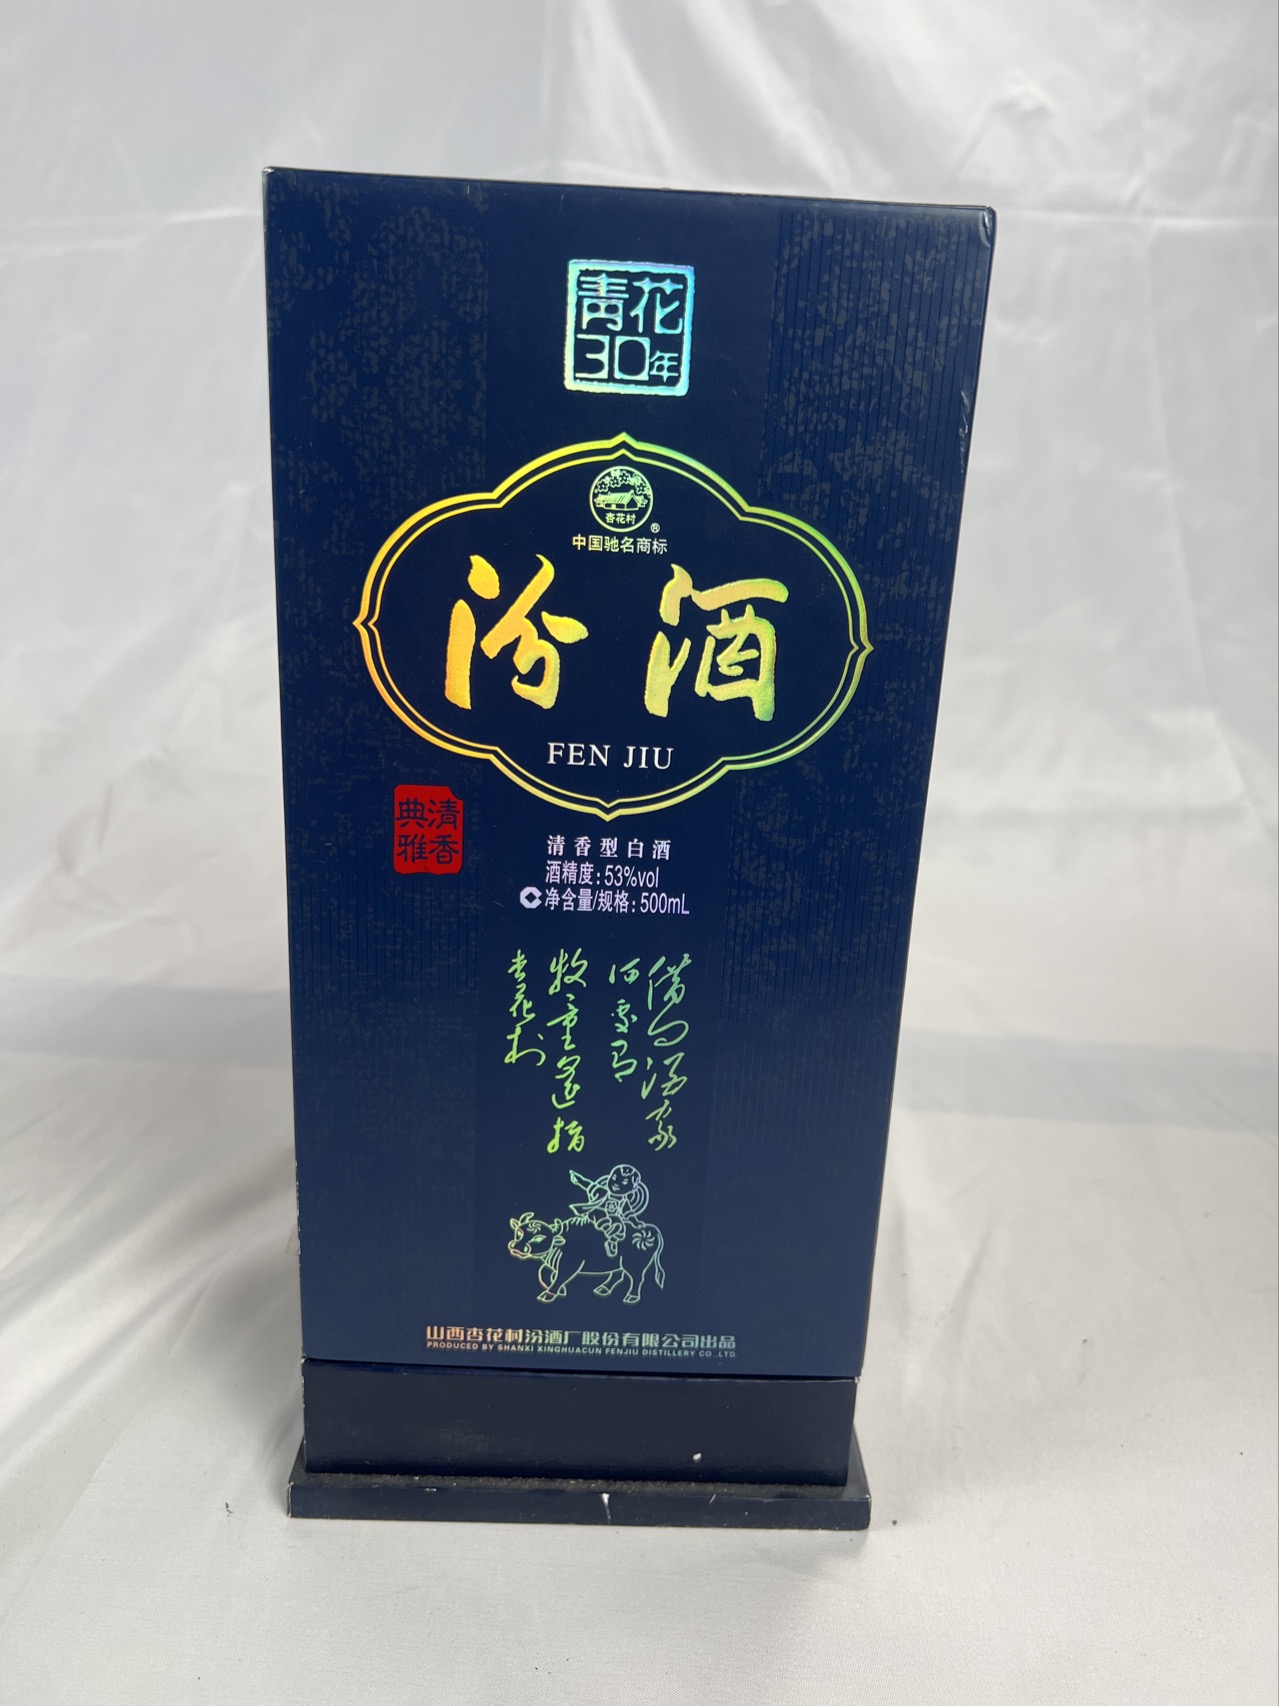 青花
30年
杏花村
®
中国驰名商标
汾酒
FEN JIU
清香
典雅
清香型白酒
酒精度:53%vol
净含量/规格:500mL
借问酒家
何处有
牧童遥指
杏花村
山西杏花村汾酒厂股份有限公司出品
PRODUCED BY SHANXI XINGHUACUN FENJIU DISTILLERY CO .,LTD.